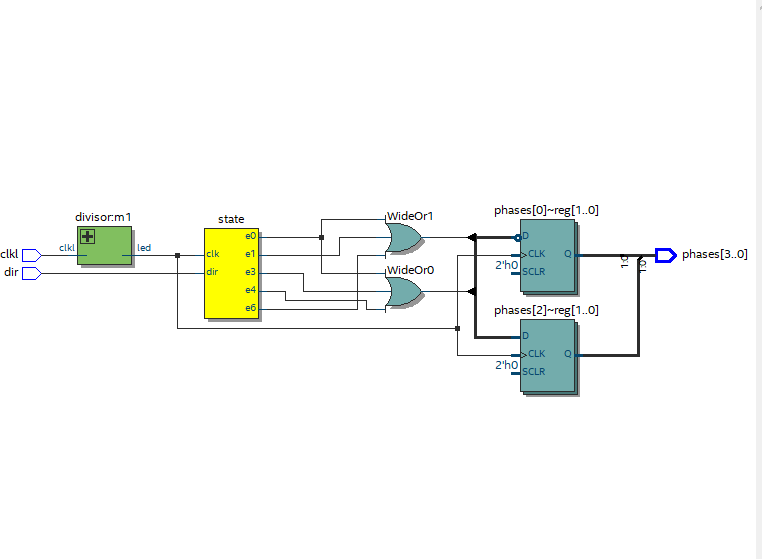 divisor:m1
clkl
clkl
led
dir
state
clk
dir
e0
e1
e3
e4
e6
WideOr1
WideOr0
phases[0]~reg[1..0]
D
CLK
2'h0
SCLR
Q
phases[2]~reg[1..0]
D
CLK
2'h0
SCLR
Q
1:0
1:0
phases[3..0]